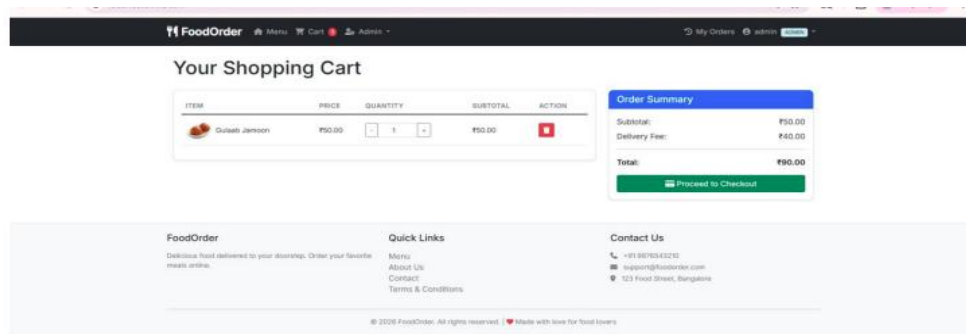 FoodOrder Menu Cart Admin My Orders admin ADMIN
Your Shopping Cart
ITEM PRICE QUANTITY SUBTOTAL ACTION
Gulaab Jamoon ₹50.00 - 1 + ₹50.00
Order Summary
Subtotal: ₹50.00
Delivery Fee: ₹40.00
Total: ₹90.00
Proceed to Checkout
FoodOrder
Delicious food delivered to your doorstep. Order your favorite
meals online.
Quick Links
Menu
About Us
Contact
Terms & Conditions
Contact Us
+91 9876543210
support@foodorder.com
123 Food Street, Bangalore
© 2026 FoodOrder. All rights reserved. | Made with love for food lovers